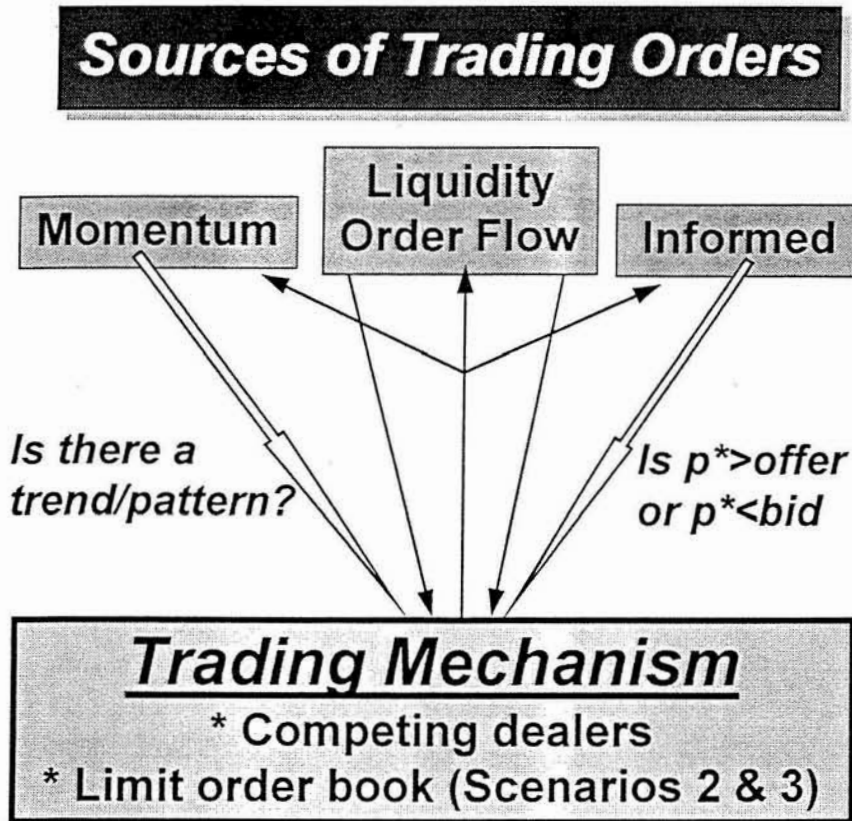 Sources of Trading Orders
Momentum
Liquidity
Order Flow
Informed
Is there a
trend/pattern?
Is p*>offer
or p*<bid
Trading Mechanism
* Competing dealers
* Limit order book (Scenarios 2 & 3)